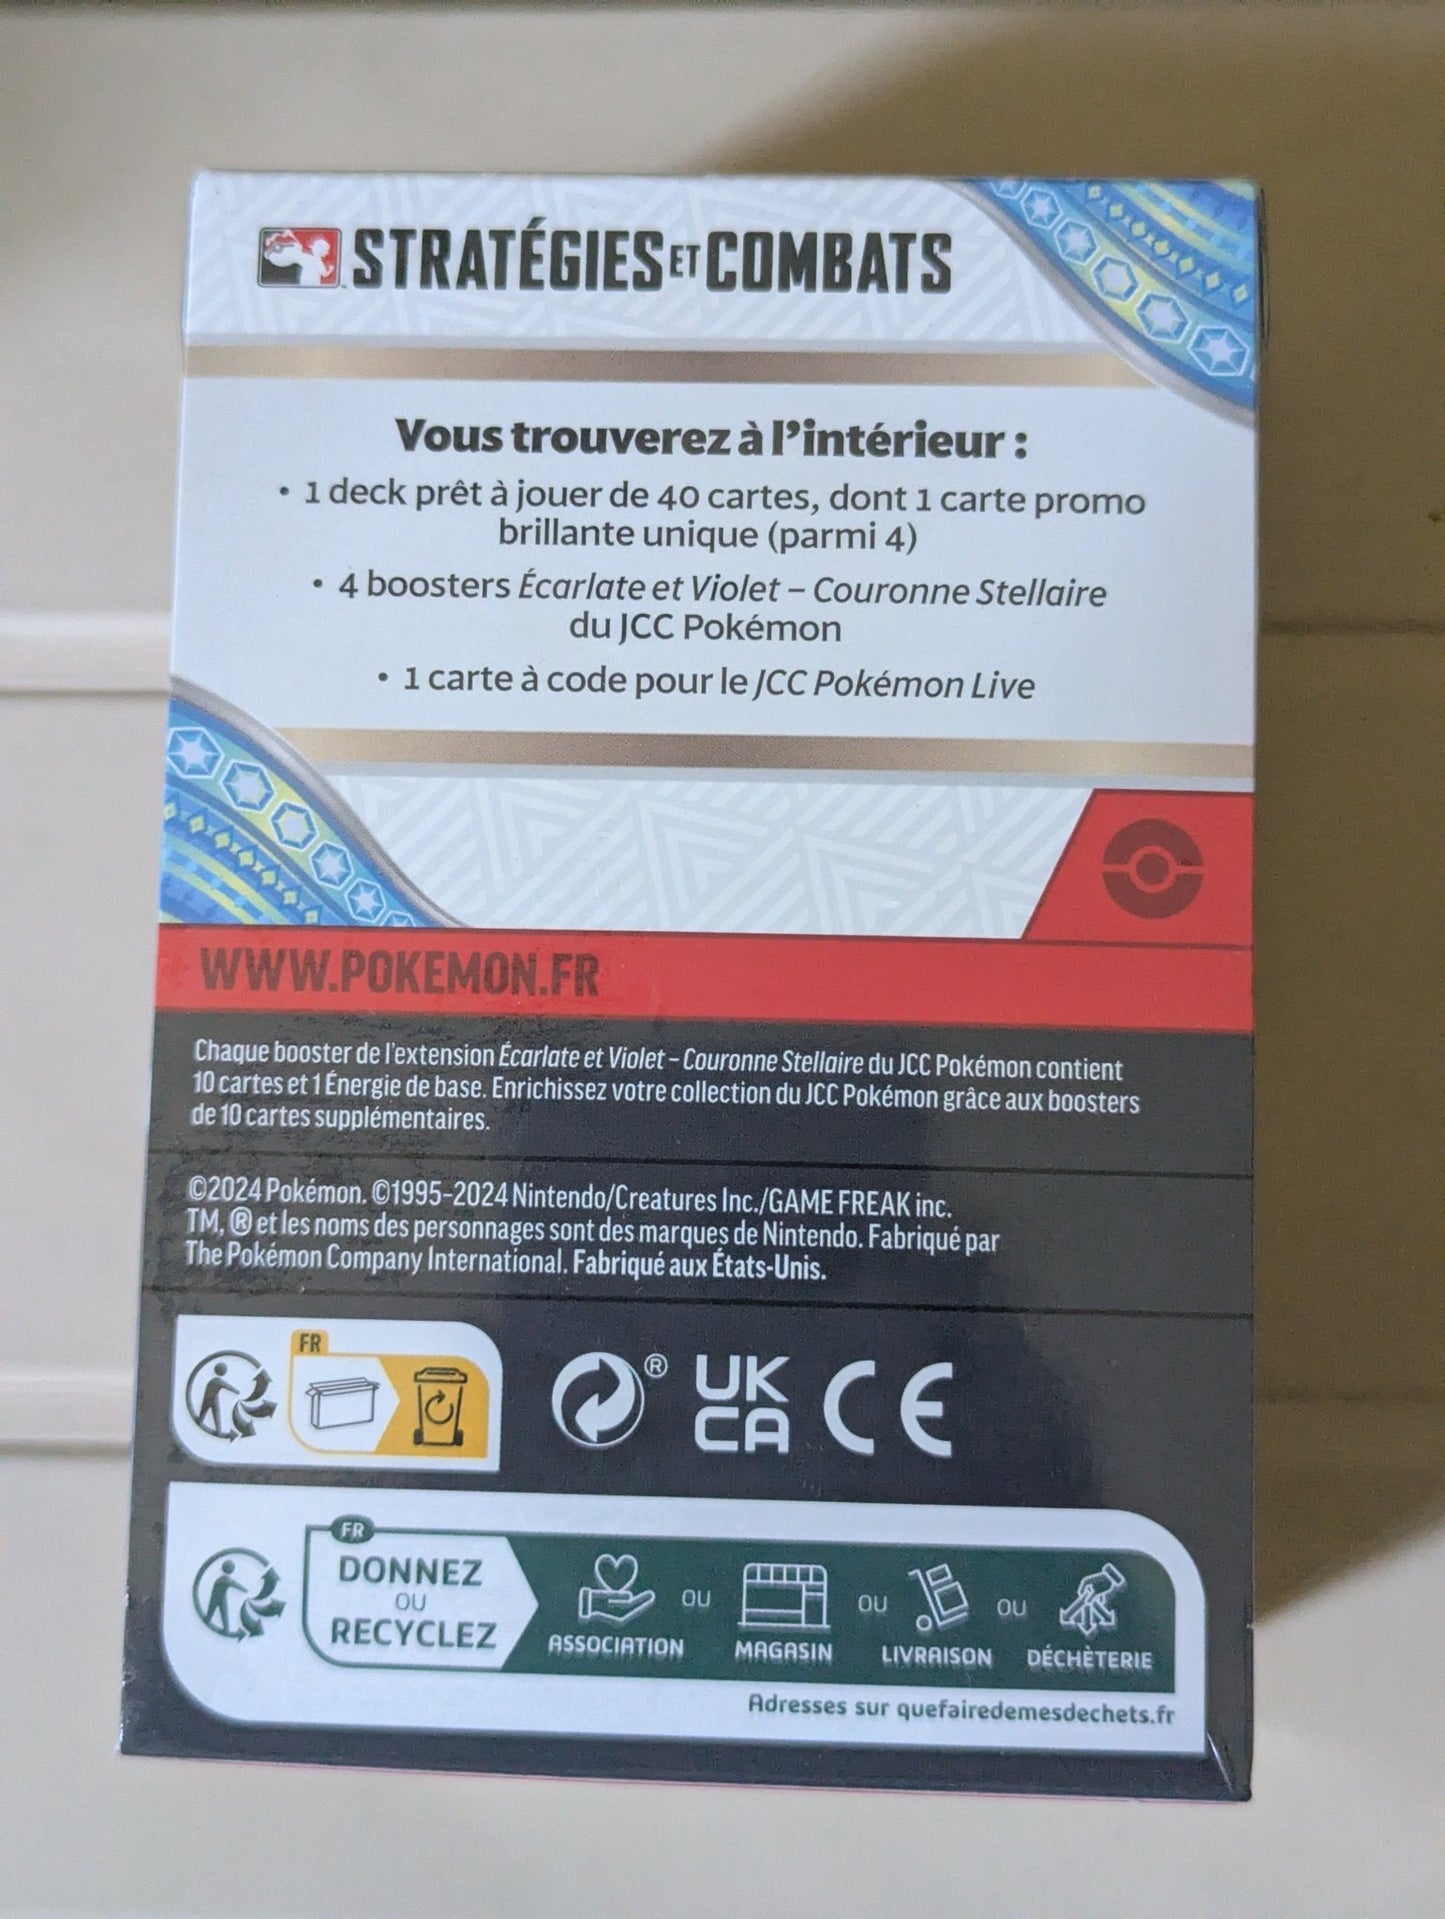 STRATÉGIES ET COMBATS
Vous trouverez à l'intérieur :
• 1 deck prêt à jouer de 40 cartes, dont 1 carte promo
brillante unique (parmi 4)
• 4 boosters Écarlate et Violet – Couronne Stellaire
du JCC Pokémon
• 1 carte à code pour le JCC Pokémon Live
WWW.POKEMON.FR
Chaque booster de l'extension Écarlate et Violet – Couronne Stellaire du JCC Pokémon contient
10 cartes et 1 Énergie de base. Enrichissez votre collection du JCC Pokémon grâce aux boosters
de 10 cartes supplémentaires.
©2024 Pokémon. ©1995–2024 Nintendo/Creatures Inc./GAME FREAK inc.
TM, ® et les noms des personnages sont des marques de Nintendo. Fabriqué par
The Pokémon Company International. Fabriqué aux États-Unis.
FR
® UK
CA CE
FR
DONNEZ
OU
RECYCLEZ
ASSOCIATION OU MAGASIN OU LIVRAISON OU DÉCHÈTERIE
Adresses sur quefairedemesdechets.fr